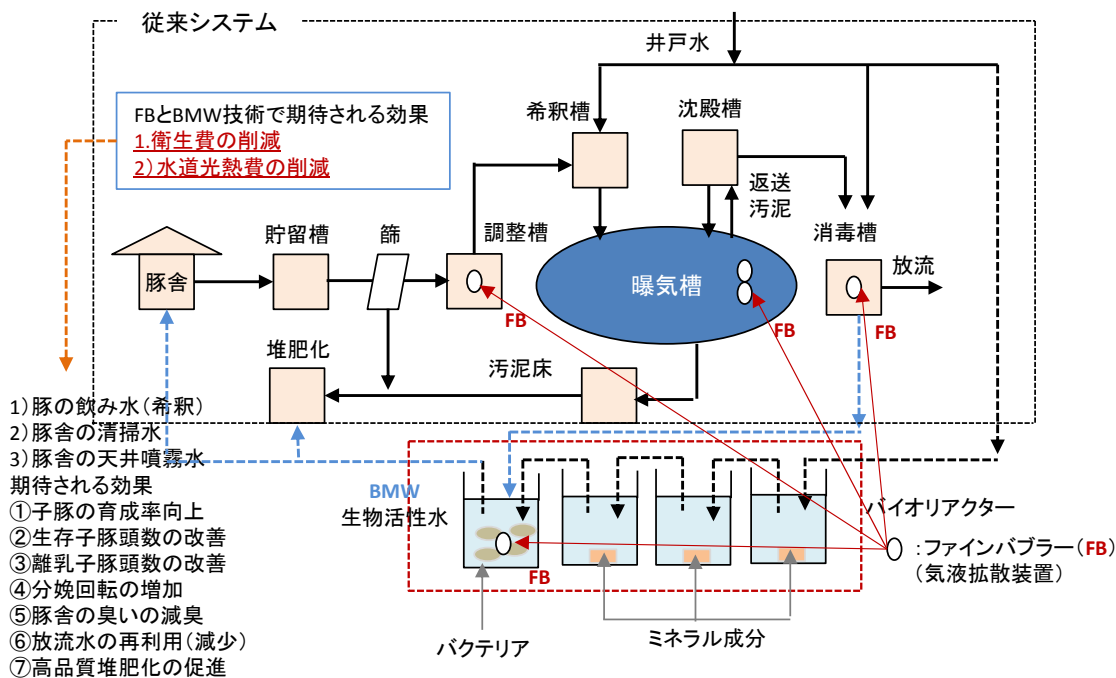 従来システム
井戸水
FBとBMW技術で期待される効果
1.衛生費の削減
2)水道光熱費の削減
希釈槽
沈殿槽
返送
汚泥
貯留槽
篩
調整槽
消毒槽
放流
豚舎
曝気槽
FB
FB
FB
堆肥化
汚泥床
1)豚の飲み水(希釈)
2)豚舎の清掃水
3)豚舎の天井噴霧水
期待される効果
①子豚の育成率向上
②生存子豚頭数の改善
③離乳子豚頭数の改善
④分娩回転の増加
⑤豚舎の臭いの減臭
⑥放流水の再利用(減少)
⑦高品質堆肥化の促進
BMW
生物活性水
バイオリアクター
:ファインバブラー(FB)
(気液拡散装置)
FB
バクテリア
ミネラル成分